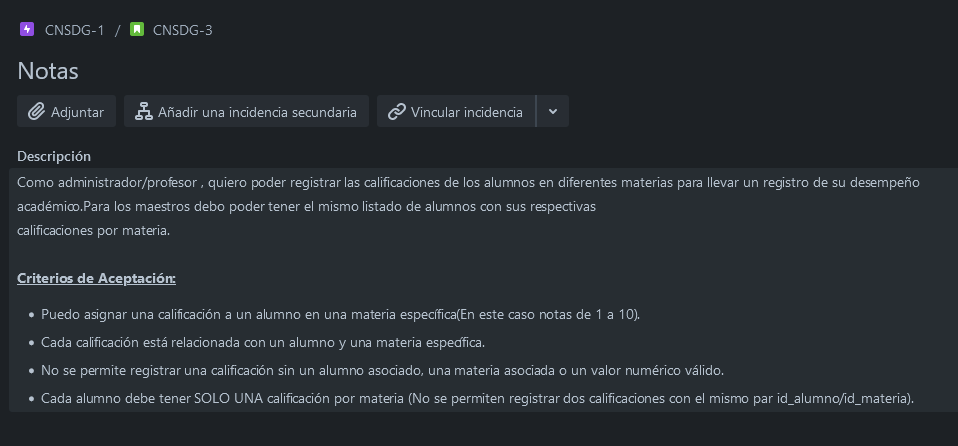 CNSDG-1 / CNSDG-3
Notas
Adjuntar Añadir una incidencia secundaria Vincular incidencia
Descripción
Como administrador/profesor , quiero poder registrar las calificaciones de los alumnos en diferentes materias para llevar un registro de su desempeño
académico.Para los maestros debo poder tener el mismo listado de alumnos con sus respectivas
calificaciones por materia.
Criterios de Aceptación:
• Puedo asignar una calificación a un alumno en una materia específica(En este caso notas de 1 a 10).
• Cada calificación está relacionada con un alumno y una materia específica.
• No se permite registrar una calificación sin un alumno asociado, una materia asociada o un valor numérico válido.
• Cada alumno debe tener SOLO UNA calificación por materia (No se permiten registrar dos calificaciones con el mismo par id_alumno/id_materia).